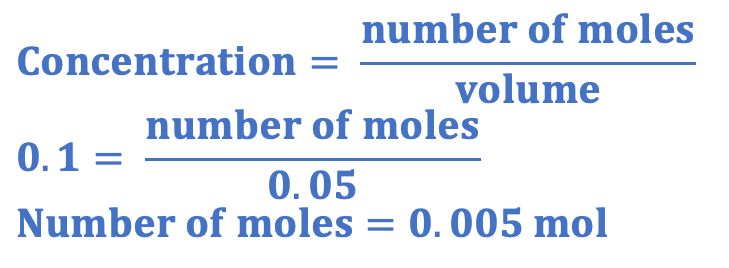 Concentration = number of moles / volume
0.1 = number of moles / 0.05
Number of moles = 0.005 mol